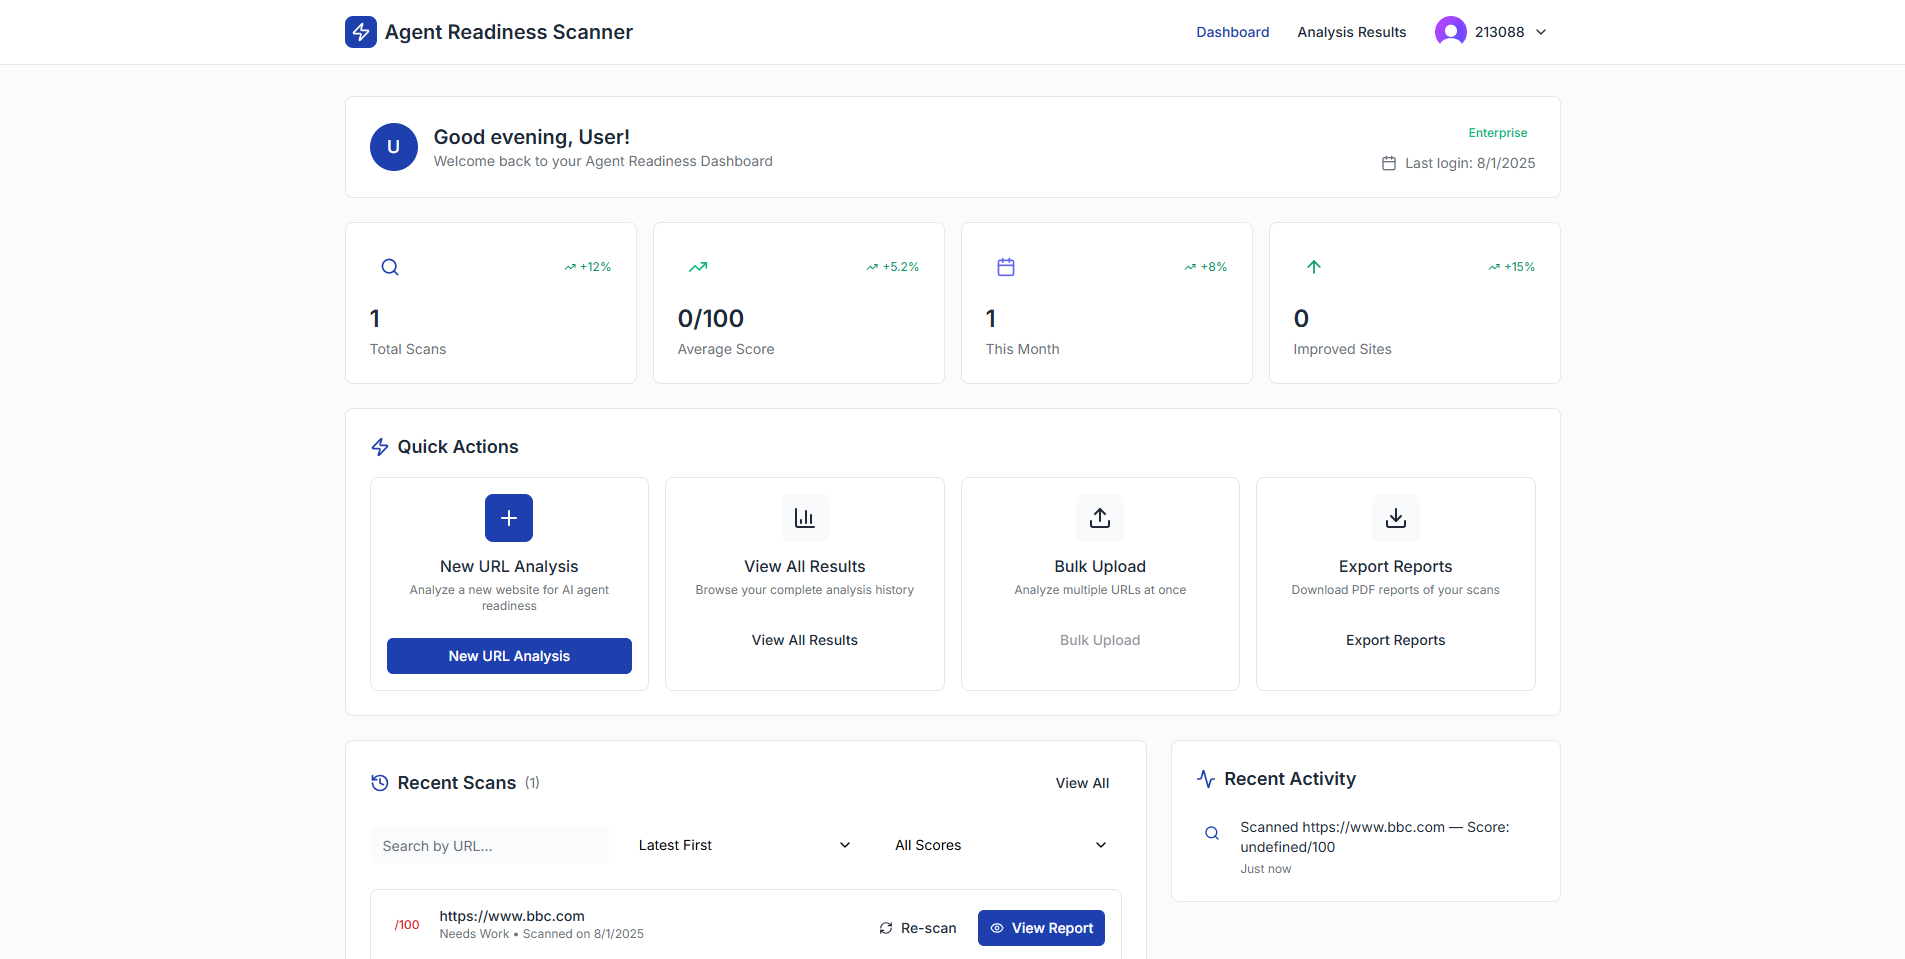 Agent Readiness Scanner
Dashboard
Analysis Results
213088
U
Good evening, User!
Welcome back to your Agent Readiness Dashboard
Enterprise
Last login: 8/1/2025
+12%
1
Total Scans
+5.2%
0/100
Average Score
+8%
1
This Month
+15%
0
Improved Sites
Quick Actions
New URL Analysis
Analyze a new website for AI agent
readiness
New URL Analysis
View All Results
Browse your complete analysis history
View All Results
Bulk Upload
Analyze multiple URLs at once
Bulk Upload
Export Reports
Download PDF reports of your scans
Export Reports
Recent Scans (1)
View All
Search by URL...
Latest First
All Scores
/100
https://www.bbc.com
Needs Work • Scanned on 8/1/2025
Re-scan
View Report
Recent Activity
Scanned https://www.bbc.com — Score:
undefined/100
Just now